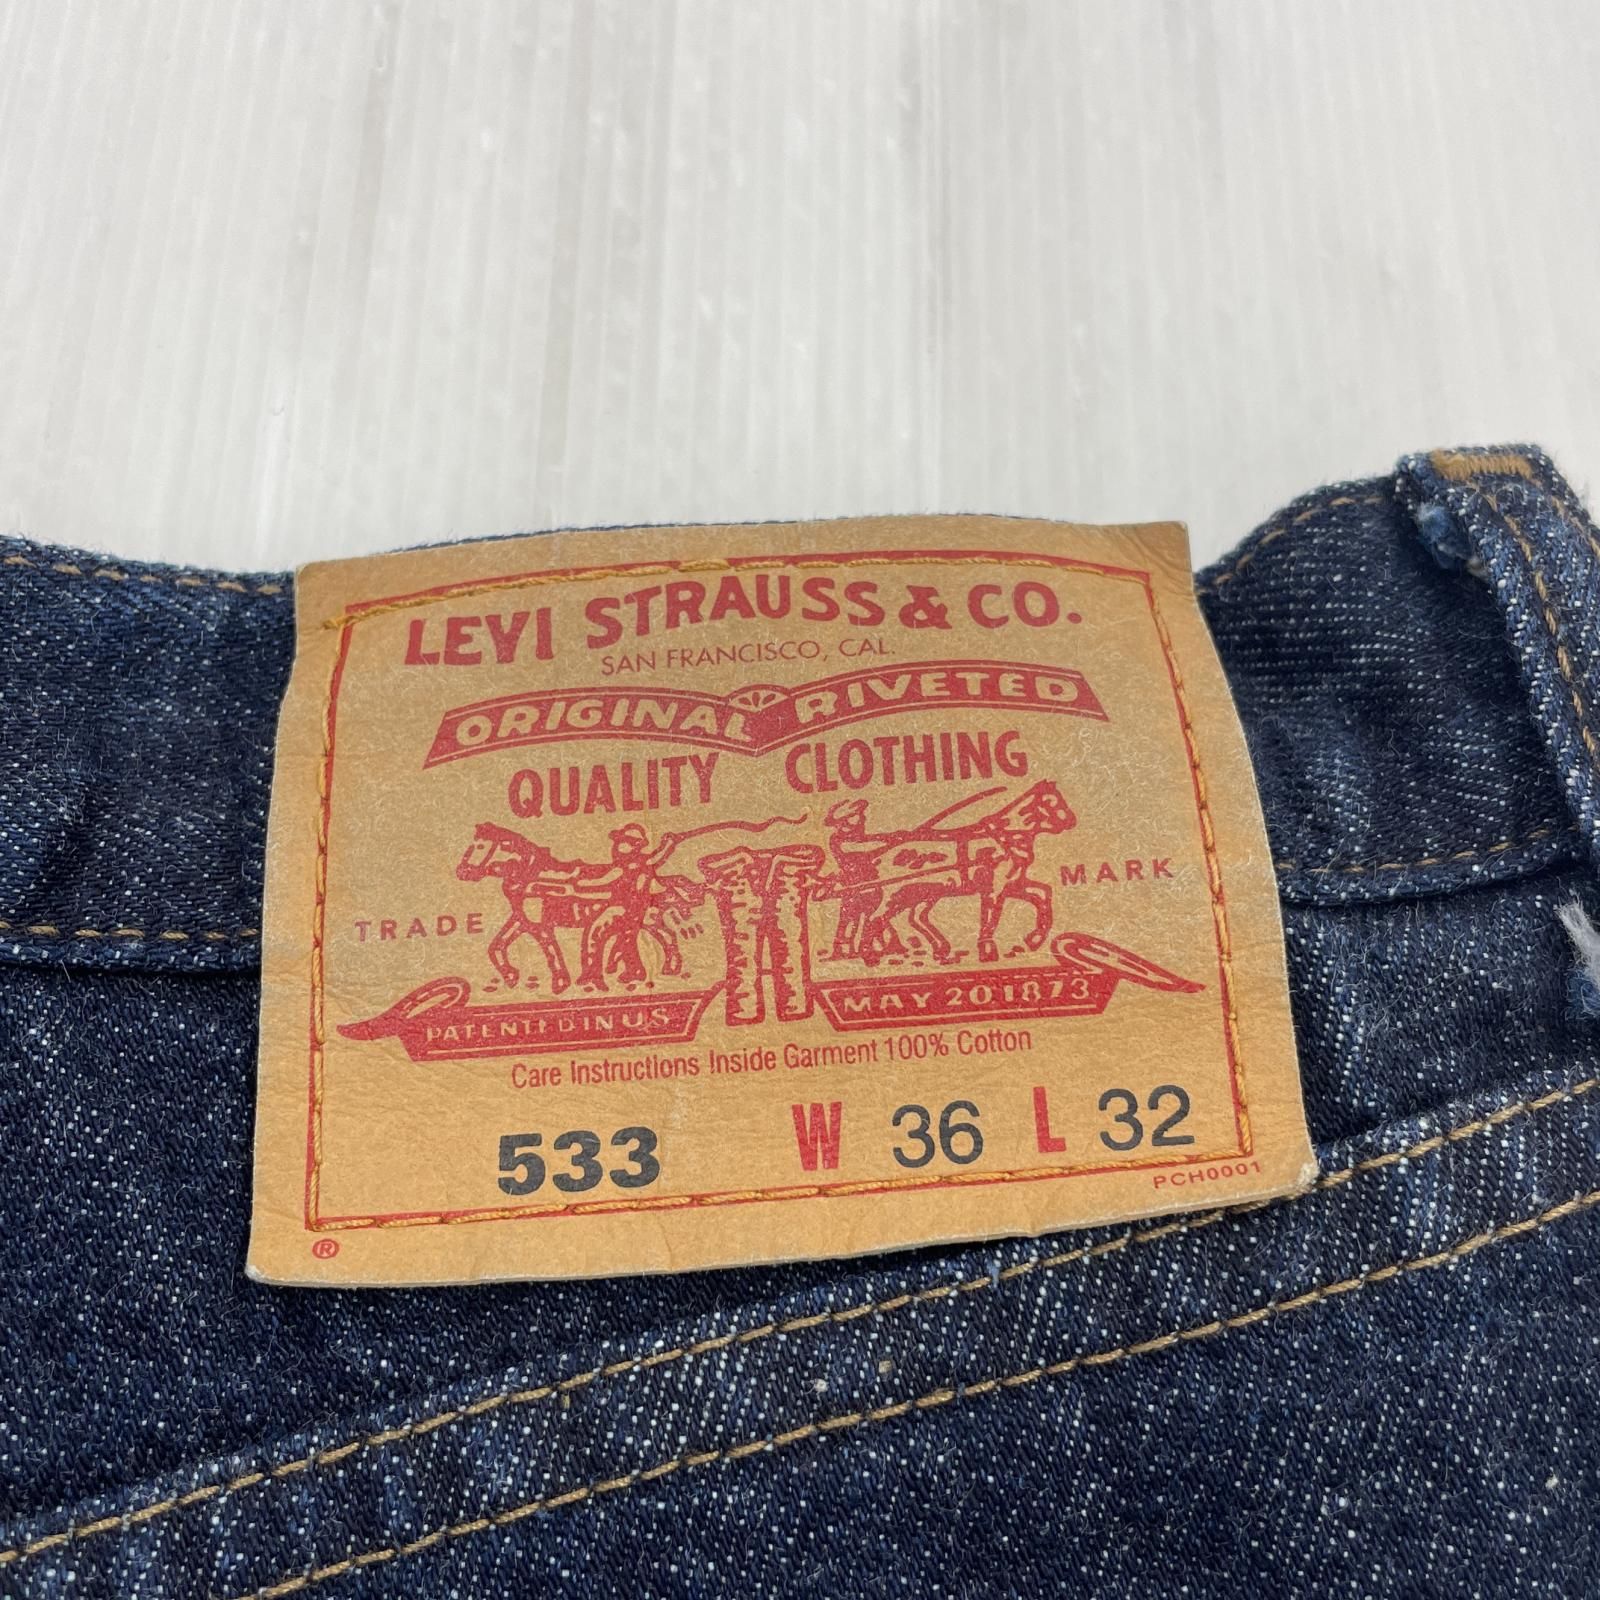 LEVI STRAUSS & CO.
SAN FRANCISCO, CAL.
ORIGINAL RIVETED
QUALITY CLOTHING
TRADE MARK
PATENTED IN U S MAY 20 1873
Care Instructions Inside Garment 100% Cotton
533 W 36 L 32
PCH0001
®